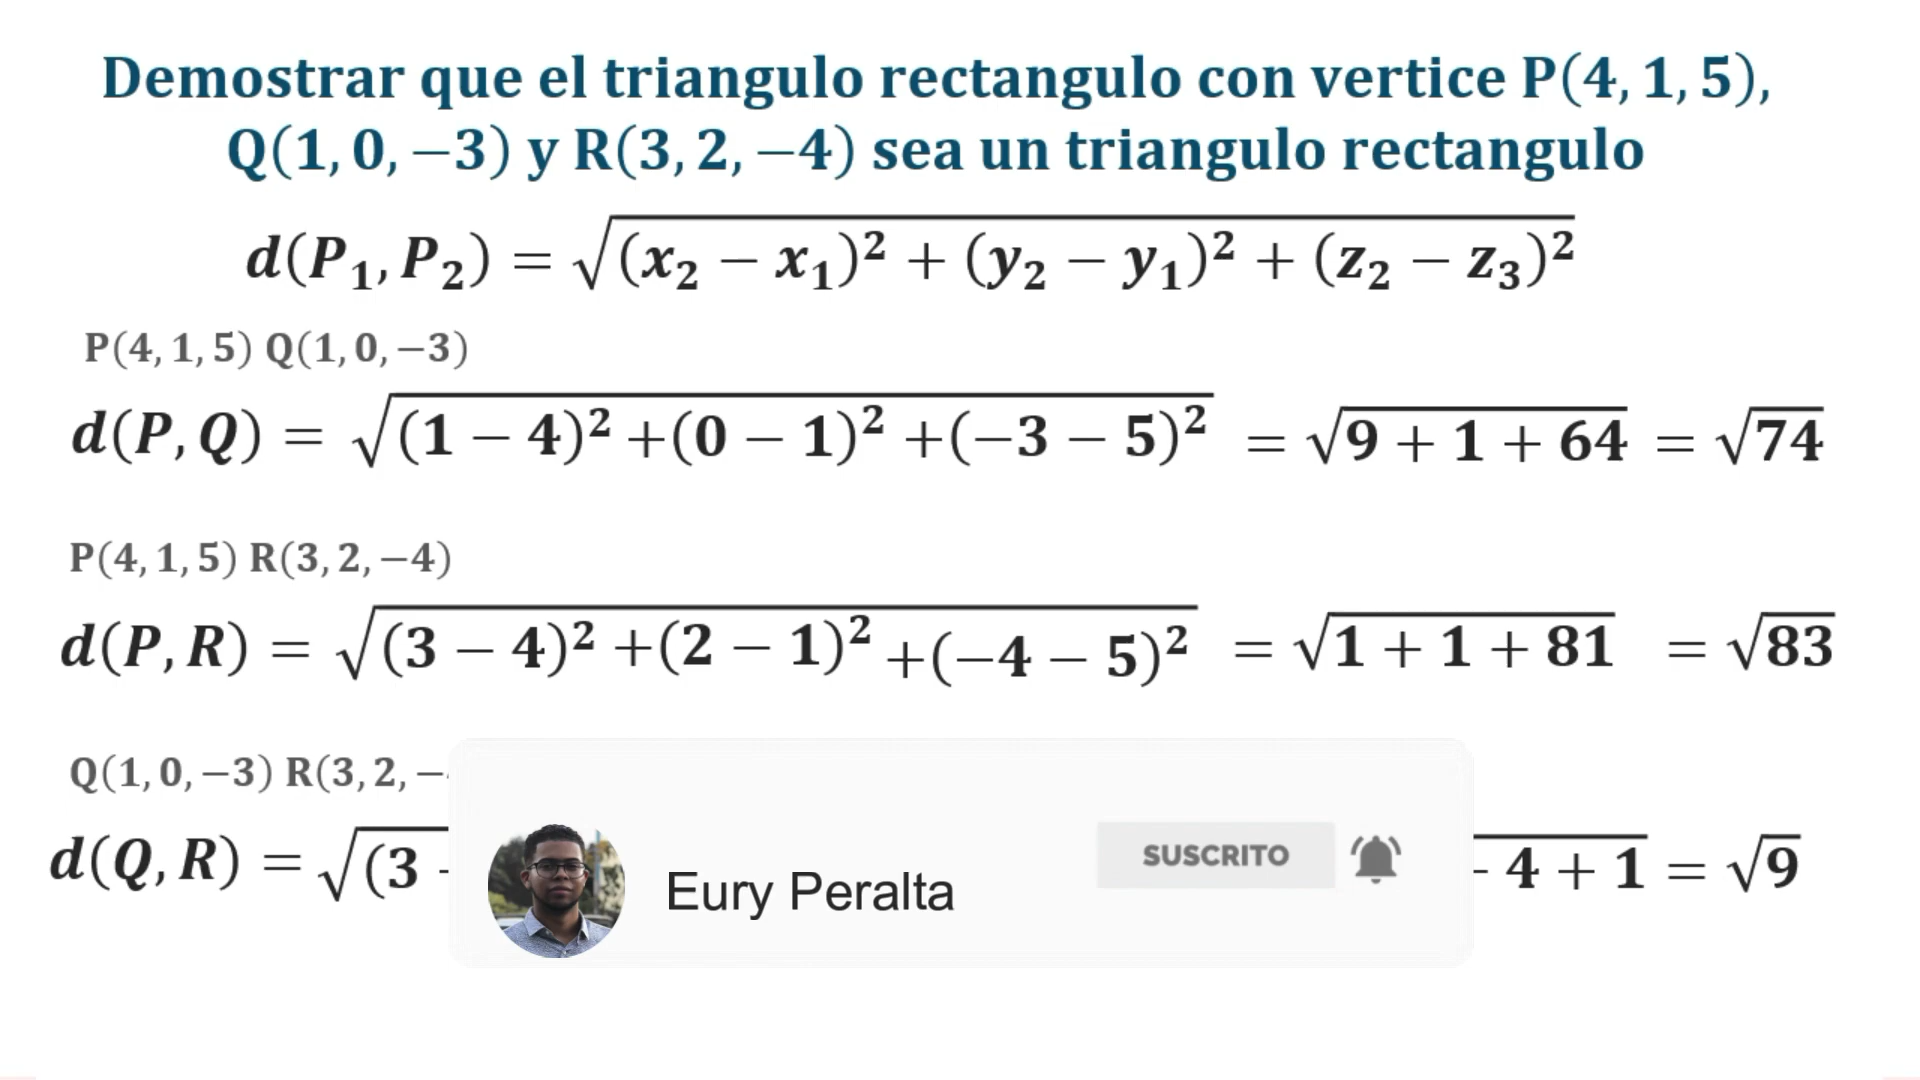 Demostrar que el triangulo rectangulo con vertice P(4, 1, 5),
Q(1, 0, −3) y R(3, 2, −4) sea un triangulo rectangulo
d(P₁, P₂) = √((x₂ − x₁)² + (y₂ − y₁)² + (z₂ − z₃)²)
P(4, 1, 5) Q(1, 0, −3)
d(P, Q) = √((1 − 4)² +(0 − 1)² +(−3 − 5)²) = √(9 + 1 + 64) = √74
P(4, 1, 5) R(3, 2, −4)
d(P, R) = √((3 − 4)² +(2 − 1)² +(−4 − 5)²) = √(1 + 1 + 81) = √83
Q(1, 0, −3) R(3, 2, −
d(Q, R) = √(3 - 4 + 1 = √9
Eury Peralta
SUSCRITO